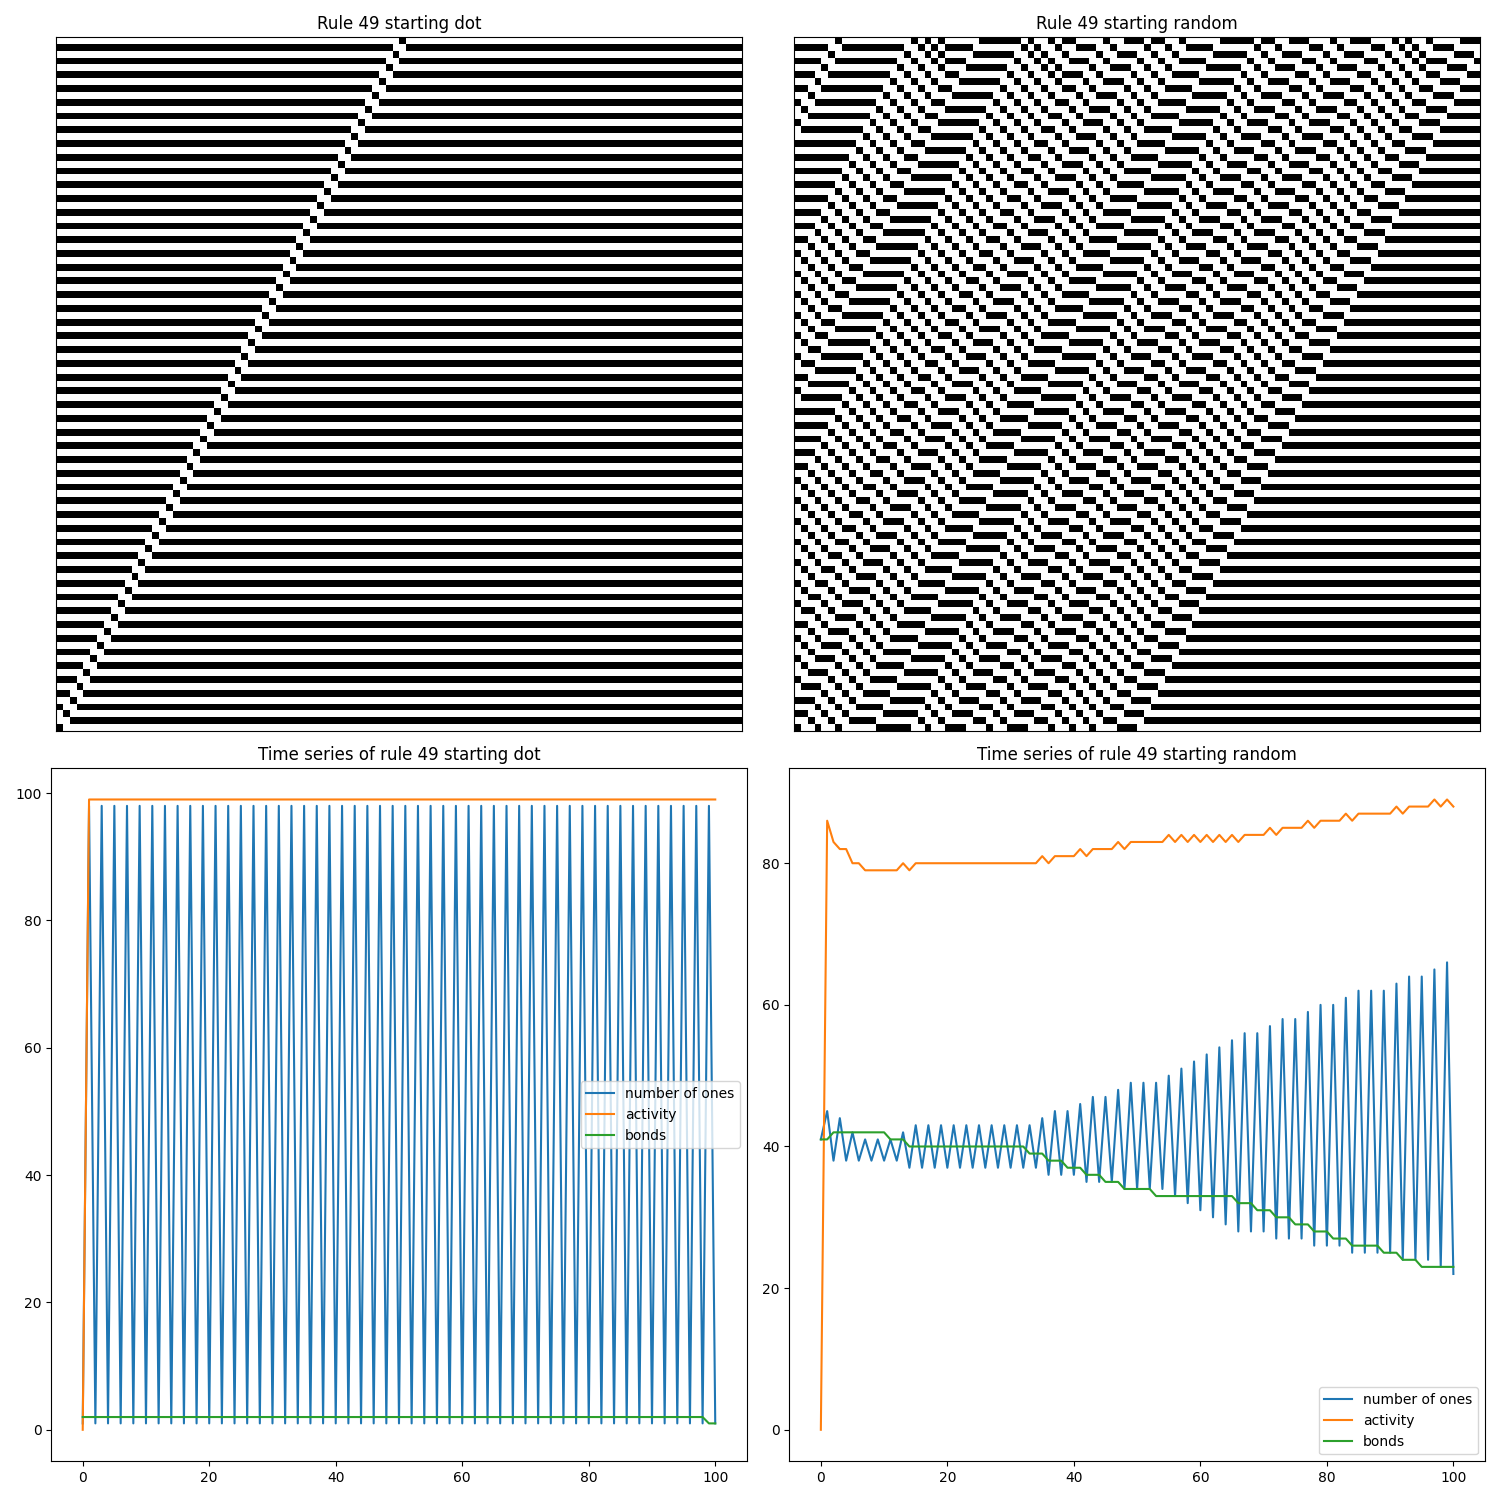 Rule 49 starting dot
Rule 49 starting random
Time series of rule 49 starting dot
100
80
60
40
20
0
0 20 40 60 80 100
number of ones
activity
bonds
Time series of rule 49 starting random
80
60
40
20
0
0 20 40 60 80 100
number of ones
activity
bonds